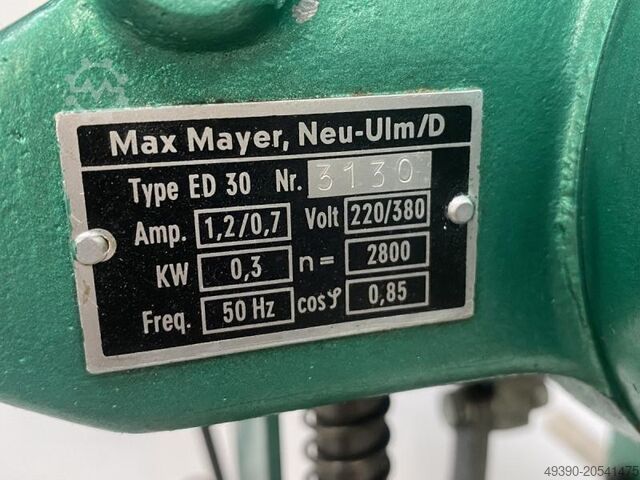 Max Mayer, Neu-Ulm/D
Type ED 30 Nr. 3130
Amp. 1,2/0,7 Volt 220/380
KW 0,3 n = 2800
Freq. 50 Hz cosφ 0,85
49390-20541475